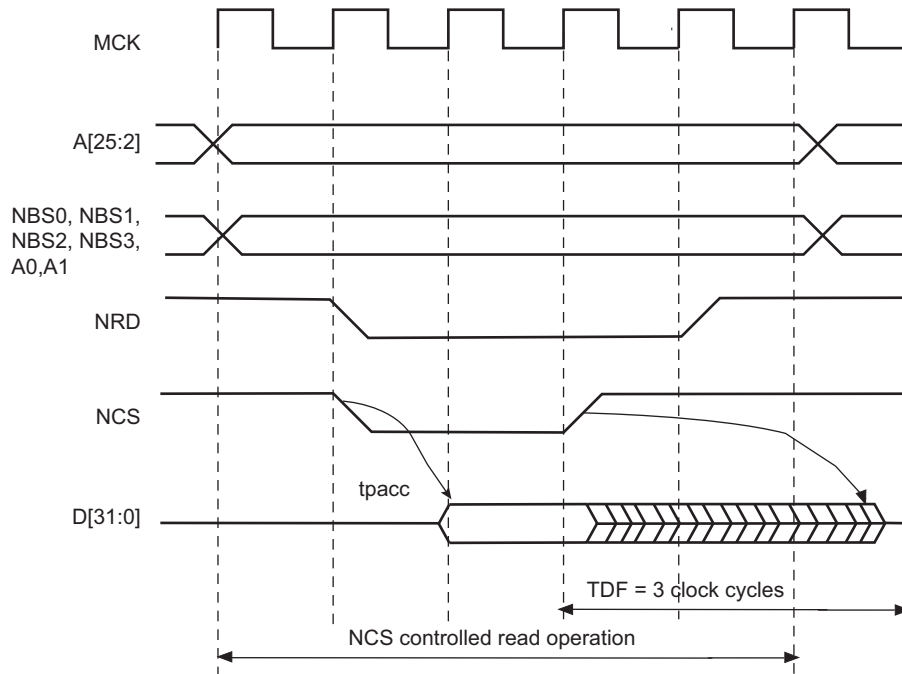 MCK
A[25:2]
NBS0, NBS1,
NBS2, NBS3,
A0,A1
NRD
NCS
tpacc
D[31:0]
TDF = 3 clock cycles
NCS controlled read operation